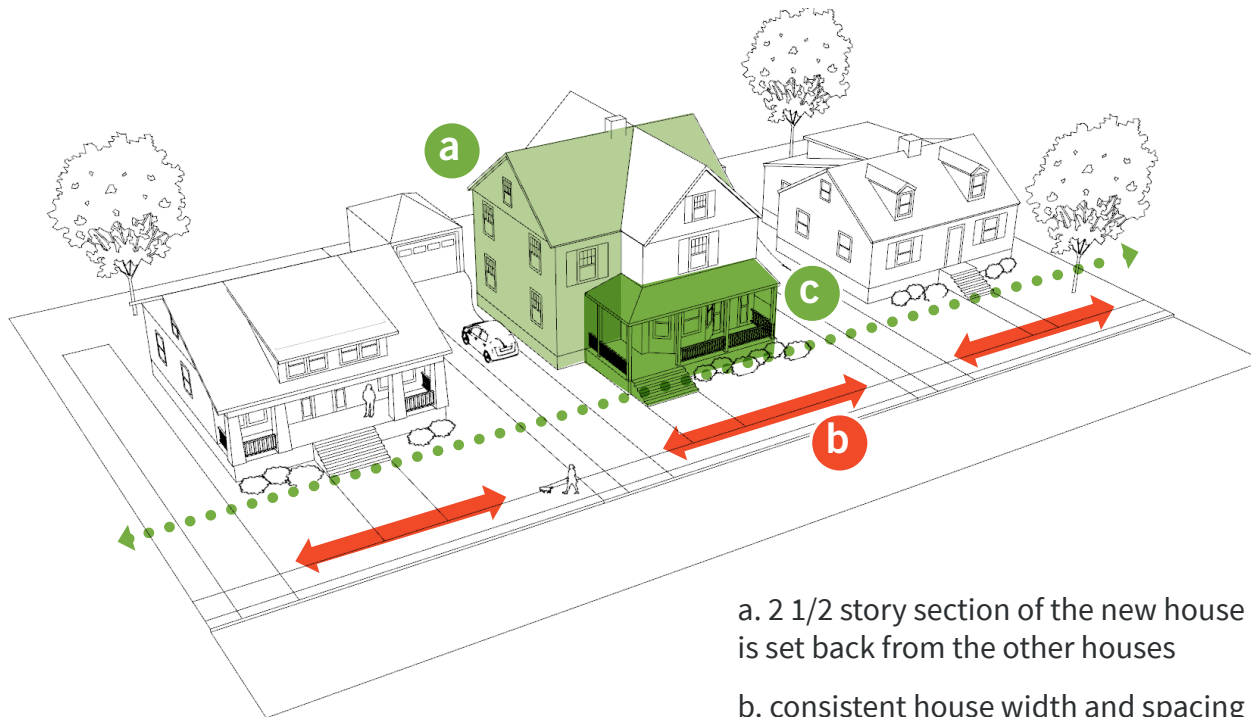 a
c
b
a. 2 1/2 story section of the new house
is set back from the other houses
b. consistent house width and spacing